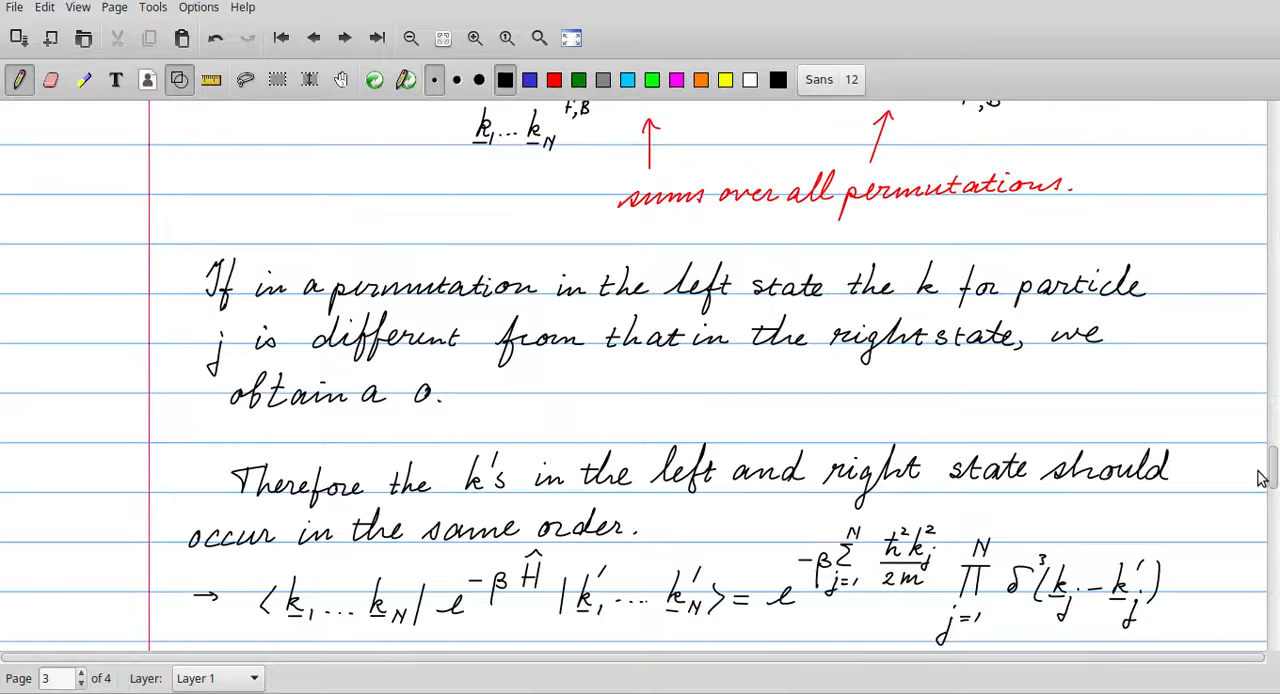 File Edit View Page Tools Options Help
T Sans 12
k₁...k_N F,B F,B
sums over all permutations.
If in a permutation in the left state the k for particle
j is different from that in the right state, we
obtain a 0.
Therefore the k's in the left and right state should
occur in the same order.
→ ⟨k₁...k_N| e^{-βĤ} |k₁'...k_N'⟩ = e^{-β∑_{j=1}^{N} ħ²k_j²/2m} ∏_{j=1}^{N} δ³(k_j - k_j')
Page 3 of 4 Layer: Layer 1